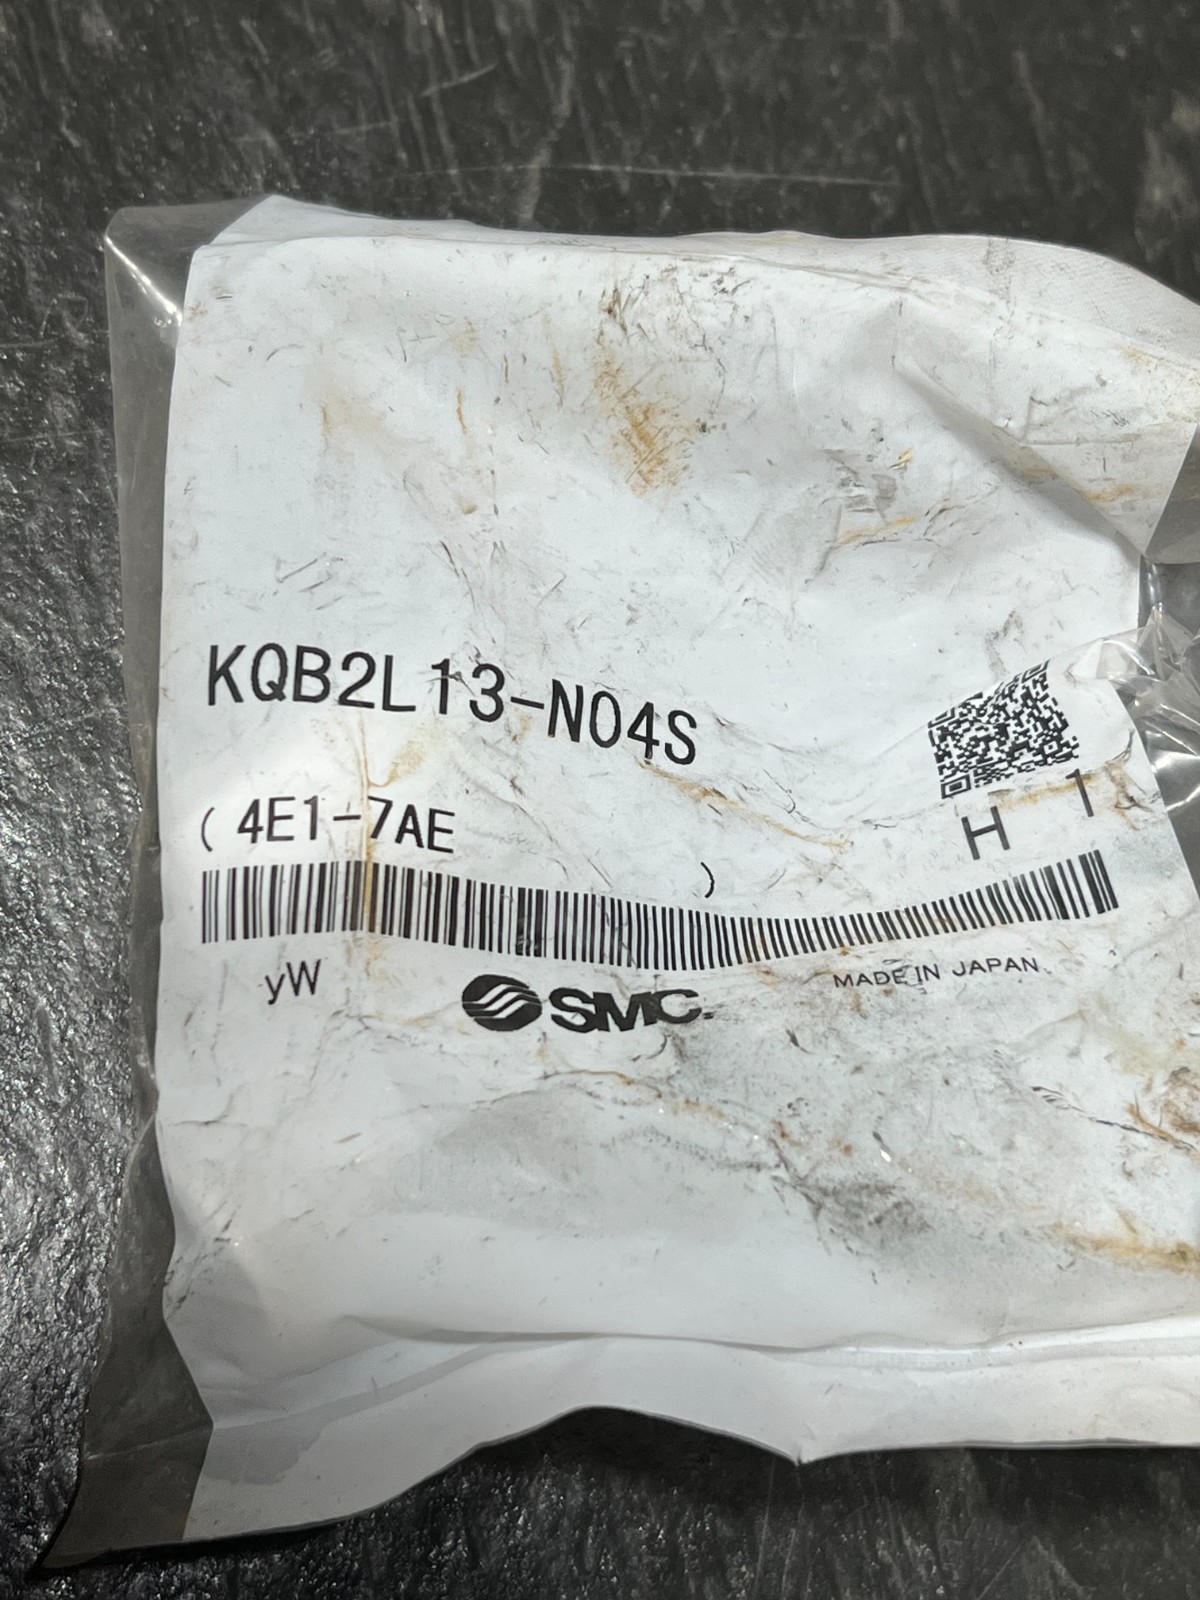 KQB2L13-N04S
( 4E1-7AE )
H 1
yW
SMC
MADE IN JAPAN